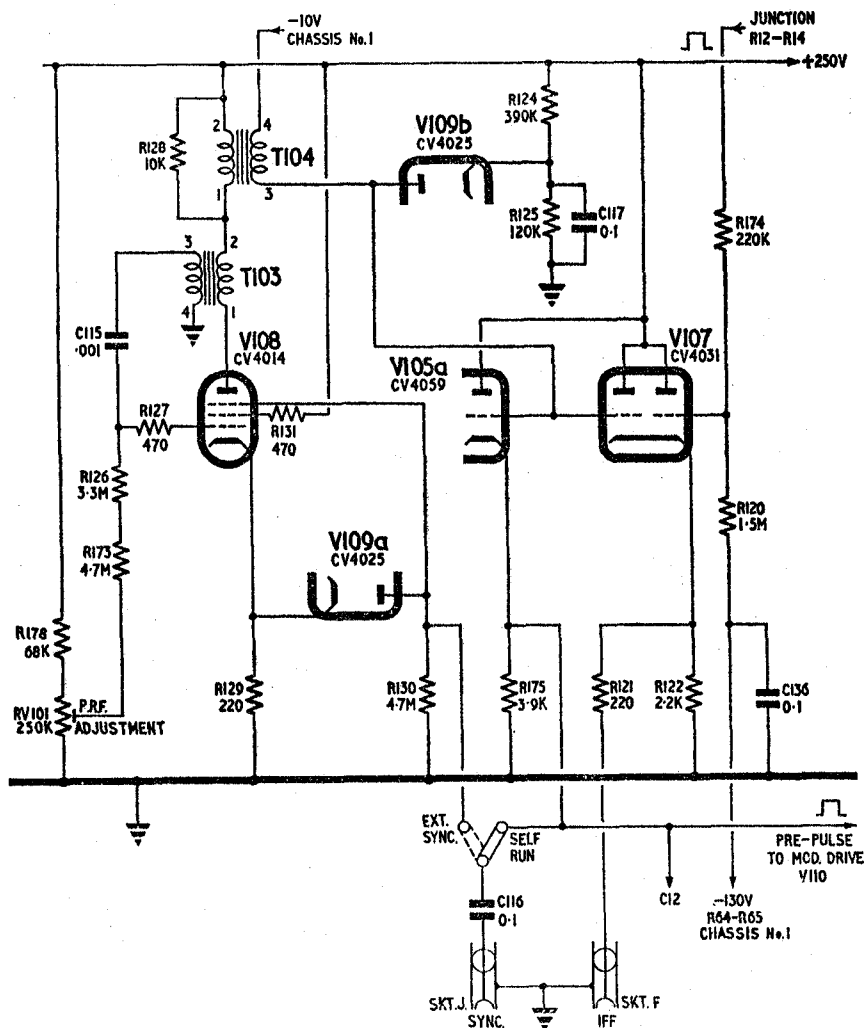 -10V
CHASSIS No.1
JUNCTION
R12-R14
+250V
R124
390K
2
4
V109b
CV4025
R128
10K
T104
1
3
R125
120K
C117
0·1
R174
220K
3
2
T103
4
1
C115
·001
V108
CV4014
V105a
CV4059
V107
CV4031
R127
470
R131
470
R126
3·3M
R120
1·5M
R173
4·7M
V109a
CV4025
R178
68K
R129
220
R130
4·7M
R175
3·9K
R121
220
R122
2·2K
C136
0·1
RV101
250K
P.R.F.
ADJUSTMENT
EXT.
SYNC.
SELF
RUN
PRE-PULSE
TO MOD. DRIVE
V110
C116
0·1
C12
-130V
R64-R65
CHASSIS No.1
SKT.J.
SYNC.
SKT. F
IFF